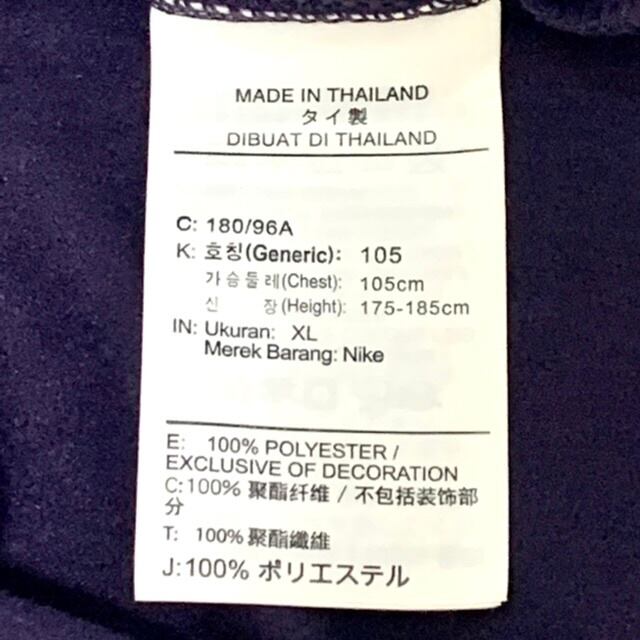 MADE IN THAILAND
タイ製
DIBUAT DI THAILAND
C: 180/96A
K: 호칭(Generic): 105
가슴둘레(Chest): 105cm
신 장(Height): 175-185cm
IN: Ukuran: XL
Merek Barang: Nike
E: 100% POLYESTER /
EXCLUSIVE OF DECORATION
C:100% 聚酯纤维 / 不包括装饰部
分
T: 100% 聚酯纖維
J:100% ポリエステル